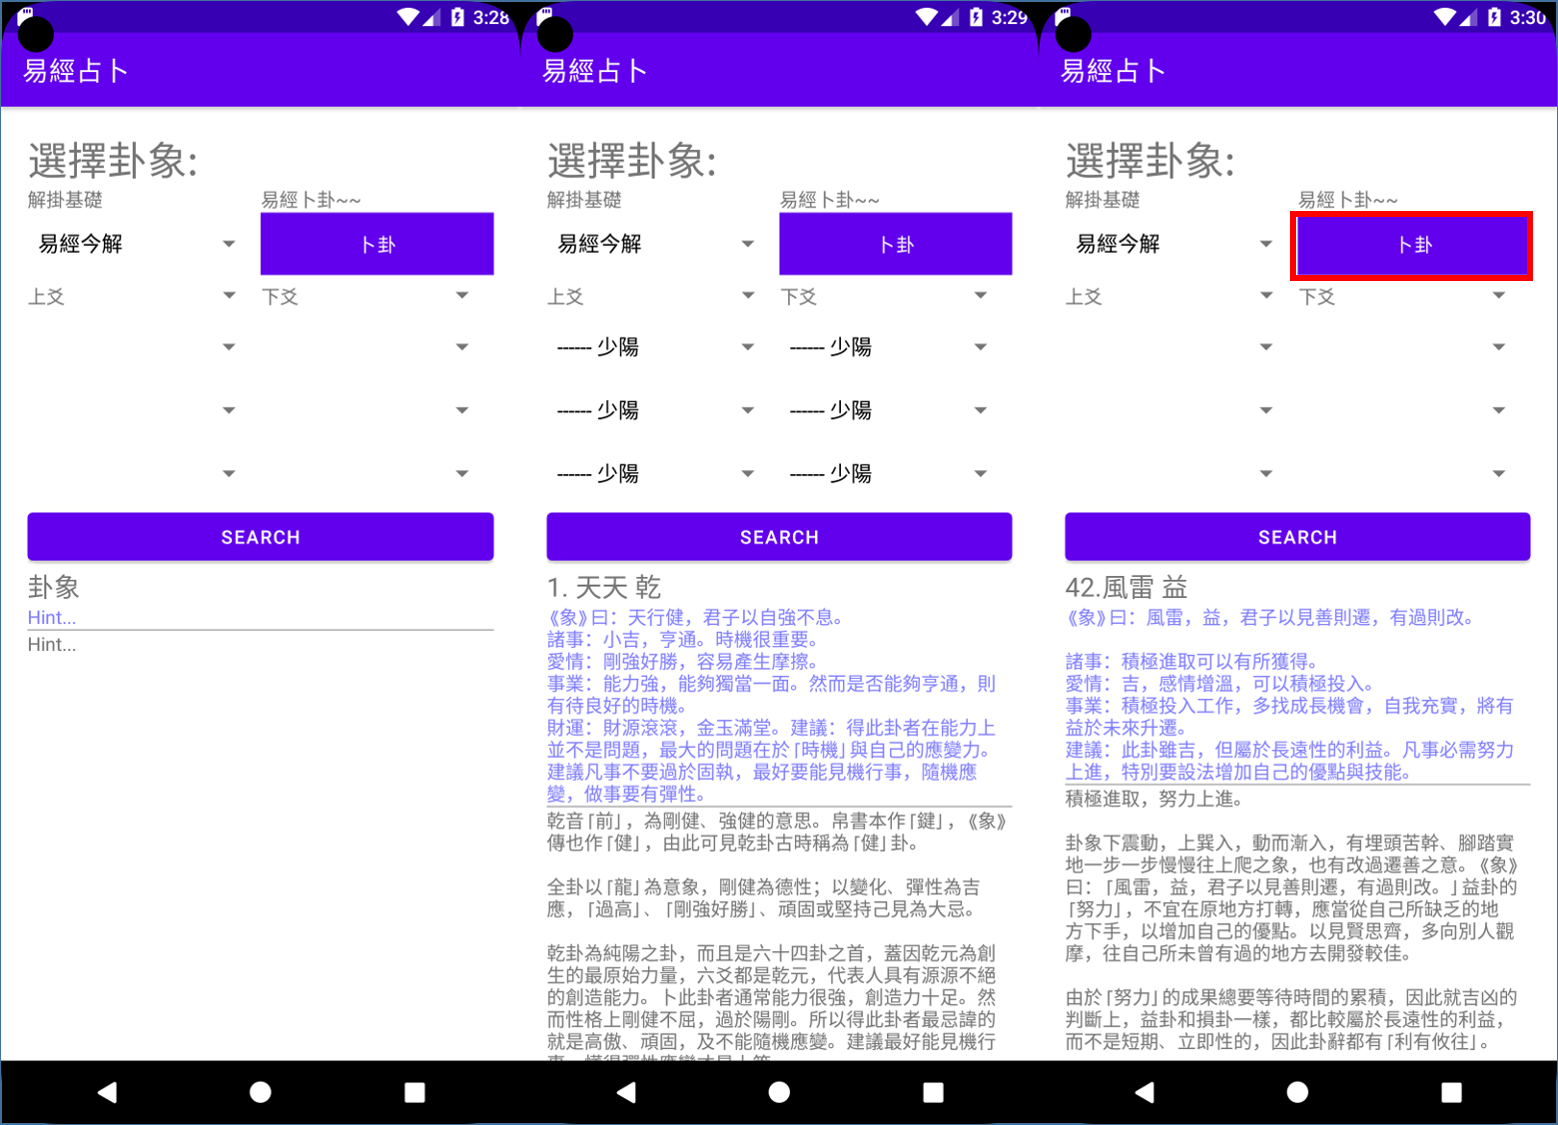 3:28
易經占卜
選擇卦象:
解掛基礎
易經卜卦~~
易經今解
卜卦
上爻
下爻
SEARCH
卦象
Hint...
Hint...
3:29
易經占卜
選擇卦象:
解掛基礎
易經卜卦~~
易經今解
卜卦
上爻
下爻
------ 少陽
------ 少陽
------ 少陽
------ 少陽
------ 少陽
------ 少陽
SEARCH
1. 天天 乾
《象》曰：天行健，君子以自強不息。
諸事：小吉，亨通。時機很重要。
愛情：剛強好勝，容易產生摩擦。
事業：能力強，能夠獨當一面。然而是否能夠亨通，則
有待良好的時機。
財運：財源滾滾，金玉滿堂。建議：得此卦者在能力上
並不是問題，最大的問題在於「時機」與自己的應變力。
建議凡事不要過於固執，最好要能見機行事，隨機應
變，做事要有彈性。
乾音「前」，為剛健、強健的意思。帛書本作「鍵」，《象》
傳也作「健」，由此可見乾卦古時稱為「健」卦。
全卦以「龍」為意象，剛健為德性；以變化、彈性為吉
應，「過高」、「剛強好勝」、頑固或堅持己見為大忌。
乾卦為純陽之卦，而且是六十四卦之首，蓋因乾元為創
生的最原始力量，六爻都是乾元，代表人具有源源不絕
的創造能力。卜此卦者通常能力很強，創造力十足。然
而性格上剛健不屈，過於陽剛。所以得此卦者最忌諱的
就是高傲、頑固，及不能隨機應變。建議最好能見機行
3:30
易經占卜
選擇卦象:
解掛基礎
易經卜卦~~
易經今解
卜卦
上爻
下爻
SEARCH
42.風雷 益
《象》曰：風雷，益，君子以見善則遷，有過則改。
諸事：積極進取可以有所獲得。
愛情：吉，感情增溫，可以積極投入。
事業：積極投入工作，多找成長機會，自我充實，將有
益於未來升遷。
建議：此卦雖吉，但屬於長遠性的利益。凡事必需努力
上進，特別要設法增加自己的優點與技能。
積極進取，努力上進。
卦象下震動，上巽入，動而漸入，有埋頭苦幹、腳踏實
地一步一步慢慢往上爬之象，也有改過遷善之意。《象》
曰：「風雷，益，君子以見善則遷，有過則改。」益卦的
「努力」，不宜在原地方打轉，應當從自己所缺乏的地
方下手，以增加自己的優點。以見賢思齊，多向別人觀
摩，往自己所未曾有過的地方去開發較佳。
由於「努力」的成果總要等待時間的累積，因此就吉凶的
判斷上，益卦和損卦一樣，都比較屬於長遠性的利益，
而不是短期、立即性的，因此卦辭都有「利有攸往」。